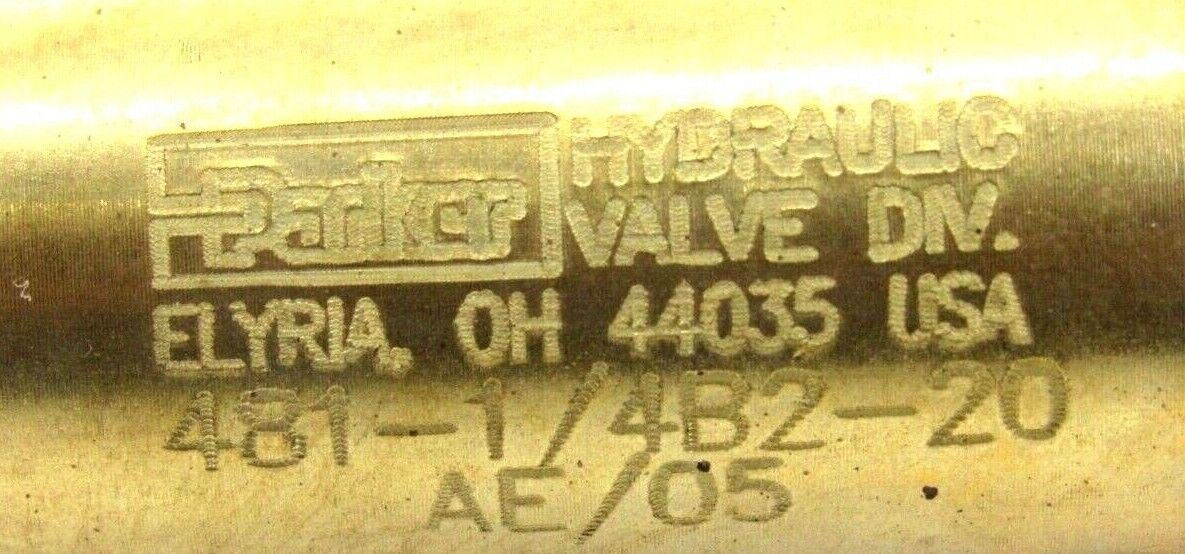 Parker HYDRAULIC
VALVE DIV.
ELYRIA, OH 44035 USA
481-1/4B2-20
AE/05